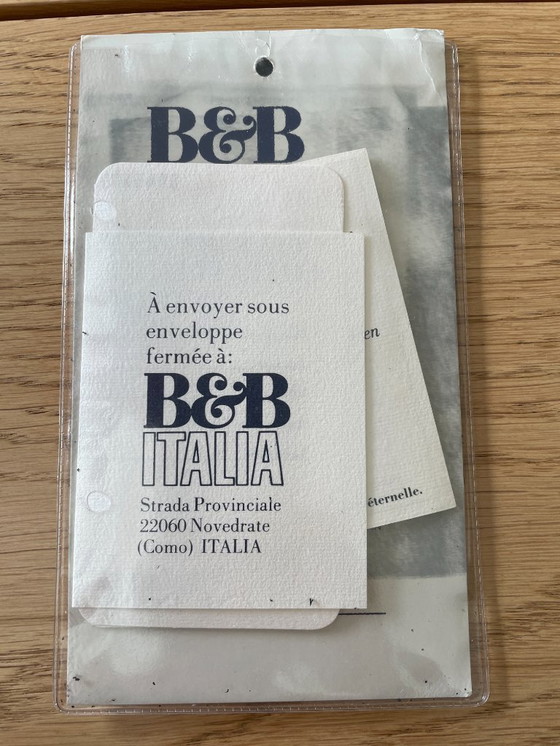 B&B
À envoyer sous
enveloppe
fermée à:
B&B
ITALIA
Strada Provinciale
22060 Novedrate
(Como) ITALIA
en
éternelle.